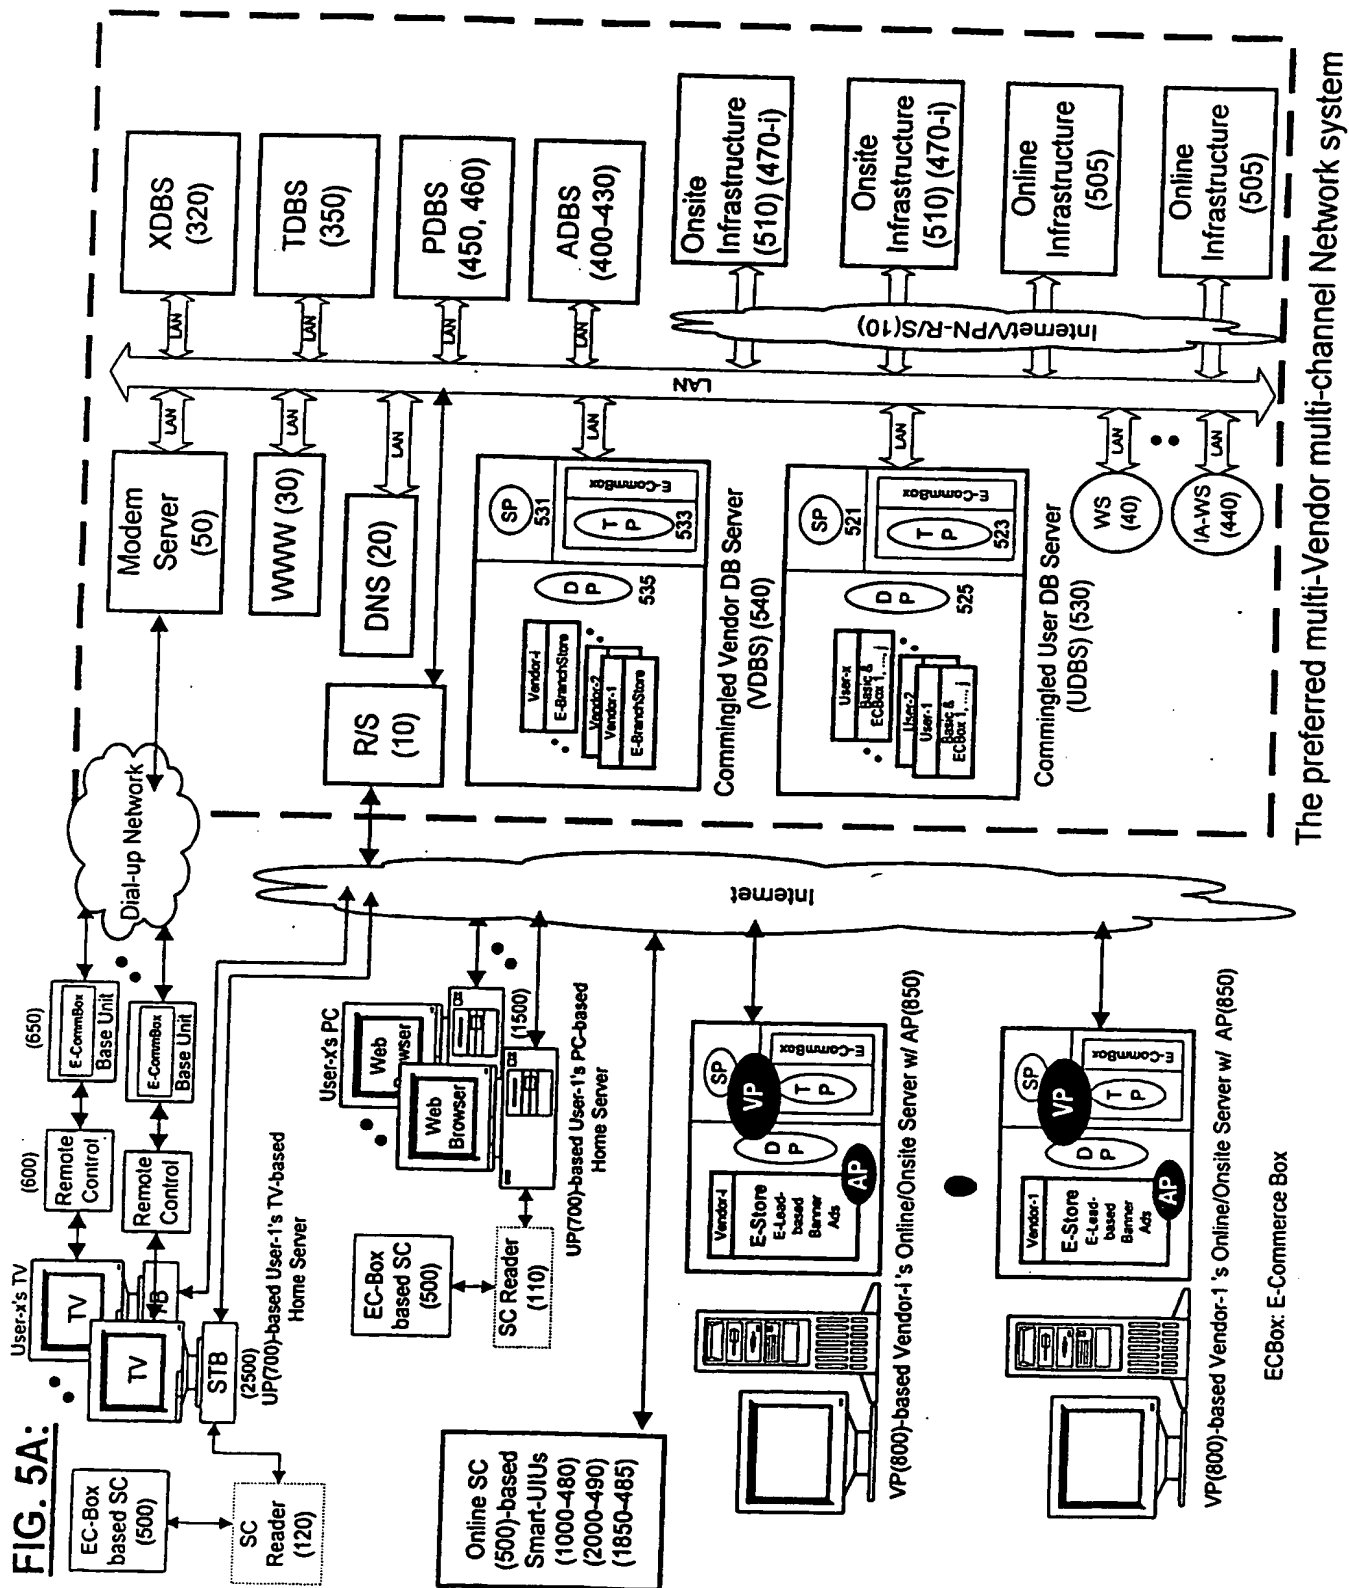 FIG. 5A:
EC-Box
based SC
(500)
SC
Reader
(120)
User-x's TV
TV
TV
STB
(2500)
UP(700)-based User-1's TV-based
Home Server
(600)
Remote
Control
Remote
Control
(650)
E-CommBox
Base Unit
E-CommBox
Base Unit
Dial-up Network
Modem
Server
(50)
LAN
WWW (30)
LAN
DNS (20)
LAN
R/S
(10)
XDBS
(320)
LAN
TDBS
(350)
LAN
PDBS
(450, 460)
LAN
ADBS
(400-430)
LAN
LAN
EC-Box
based SC
(500)
SC Reader
(110)
User-x's PC
Web
Browser
Web
Browser
(1500)
UP(700)-based User-1's PC-based
Home Server
Internet
Online SC
(500)-based
Smart-UIUs
(1000-480)
(2000-490)
(1850-485)
Vendor-i
E-BranchStore
Vendor-2
Vendor-1
E-BranchStore
D
P
535
SP
531
T
P
533
E-CommBox
LAN
Commingled Vendor DB Server
(VDBS) (540)
User-x
Basic &
ECBox 1, ..., j
User-2
User-1
Basic &
ECBox 1, ..., j
D
P
525
SP
521
T
P
523
E-CommBox
LAN
Commingled User DB Server
(UDBS) (530)
WS
(40)
LAN
IA-WS
(440)
LAN
Internet/VPN-R/S(10)
Onsite
Infrastructure
(510) (470-i)
Onsite
Infrastructure
(510) (470-i)
Online
Infrastructure
(505)
Online
Infrastructure
(505)
Vendor-i
E-Store
E-Lead-
based
Banner
Ads
AP
D
P
VP
SP
T
P
E-CommBox
VP(800)-based Vendor-i's Online/Onsite Server w/ AP(850)
Vendor-1
E-Store
E-Lead-
based
Banner
Ads
AP
D
P
VP
SP
T
P
E-CommBox
VP(800)-based Vendor-1's Online/Onsite Server w/ AP(850)
ECBox: E-Commerce Box
The preferred multi-Vendor multi-channel Network system